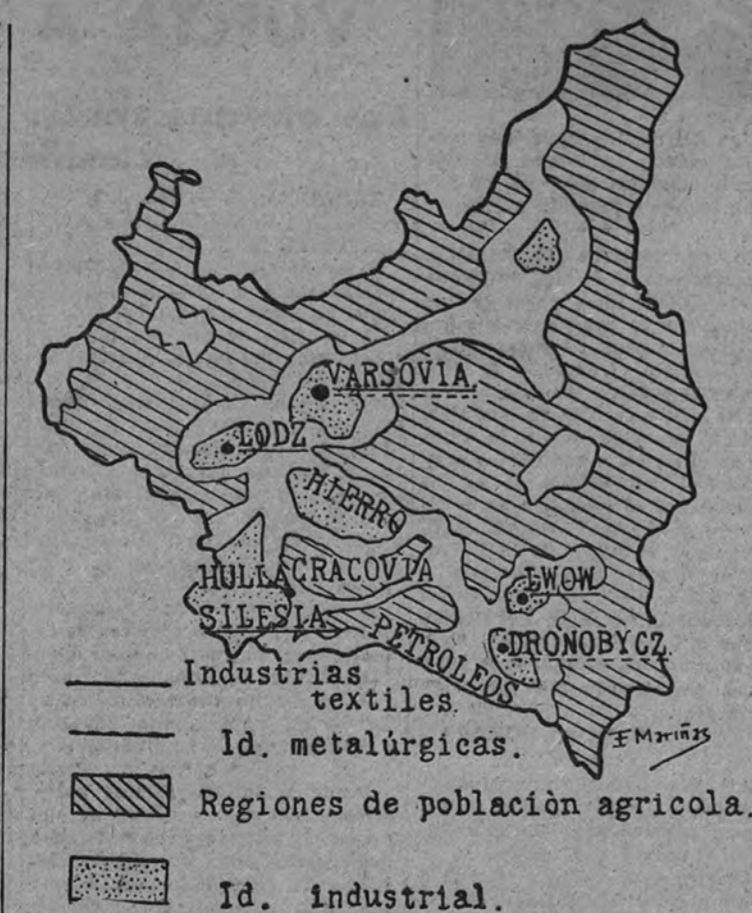 VARSOVIA
LODZ
HIERRO
HULLA CRACOVIA
LWOW
SILESIA
PETROLEOS
DRONOBYCZ
Industrias
textiles.
Id. metalúrgicas.
F Mariñas
Regiones de poblaciòn agricola.
Id. industrial.